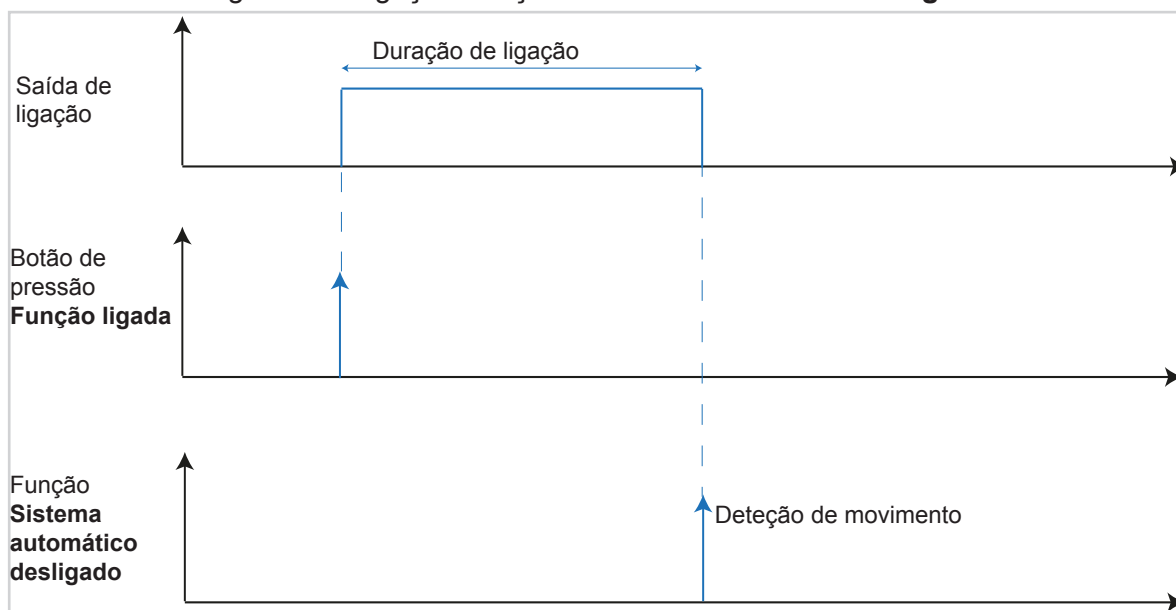 Duração de ligação
Saída de
ligação
Botão de
pressão
Função ligada
Função
Sistema
automático
desligado
Deteção de movimento